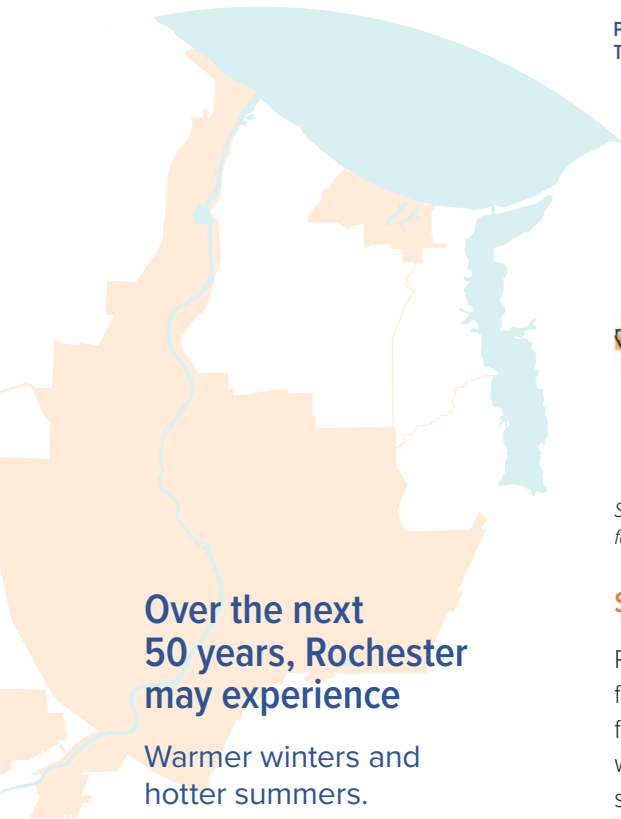 Over the next
50 years, Rochester
may experience
Warmer winters and
hotter summers.